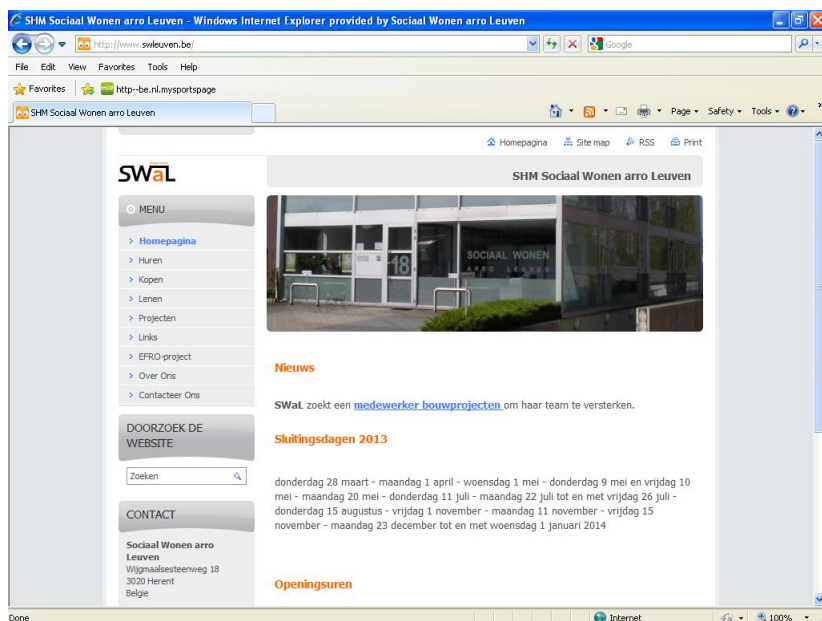 SHM Sociaal Wonen arro Leuven - Windows Internet Explorer provided by Sociaal Wonen arro Leuven
http://www.swleuven.be/
Google
File Edit View Favorites Tools Help
Favorites
http--be.nl.mysportspage
SHM Sociaal Wonen arro Leuven
Page Safety Tools
Homepagina Site map RSS Print
SWaL
SHM Sociaal Wonen arro Leuven
MENU
Homepagina
Huren
Kopen
Lenen
Projecten
Links
EFRO-project
Over Ons
Contacteer Ons
18
SOCIAAL WONEN
ARRO LEUVEN
DOORZOEK DE
WEBSITE
Zoeken
CONTACT
Sociaal Wonen arro
Leuven
Wijgmaalsesteenweg 18
3020 Herent
Belgie
Nieuws
SWaL zoekt een medewerker bouwprojecten om haar team te versterken.
Sluitingsdagen 2013
donderdag 28 maart - maandag 1 april - woensdag 1 mei - donderdag 9 mei en vrijdag 10
mei - maandag 20 mei - donderdag 11 juli - maandag 22 juli tot en met vrijdag 26 juli -
donderdag 15 augustus - vrijdag 1 november - maandag 11 november - vrijdag 15
november - maandag 23 december tot en met woensdag 1 januari 2014
Openingsuren
Done
Internet
100%